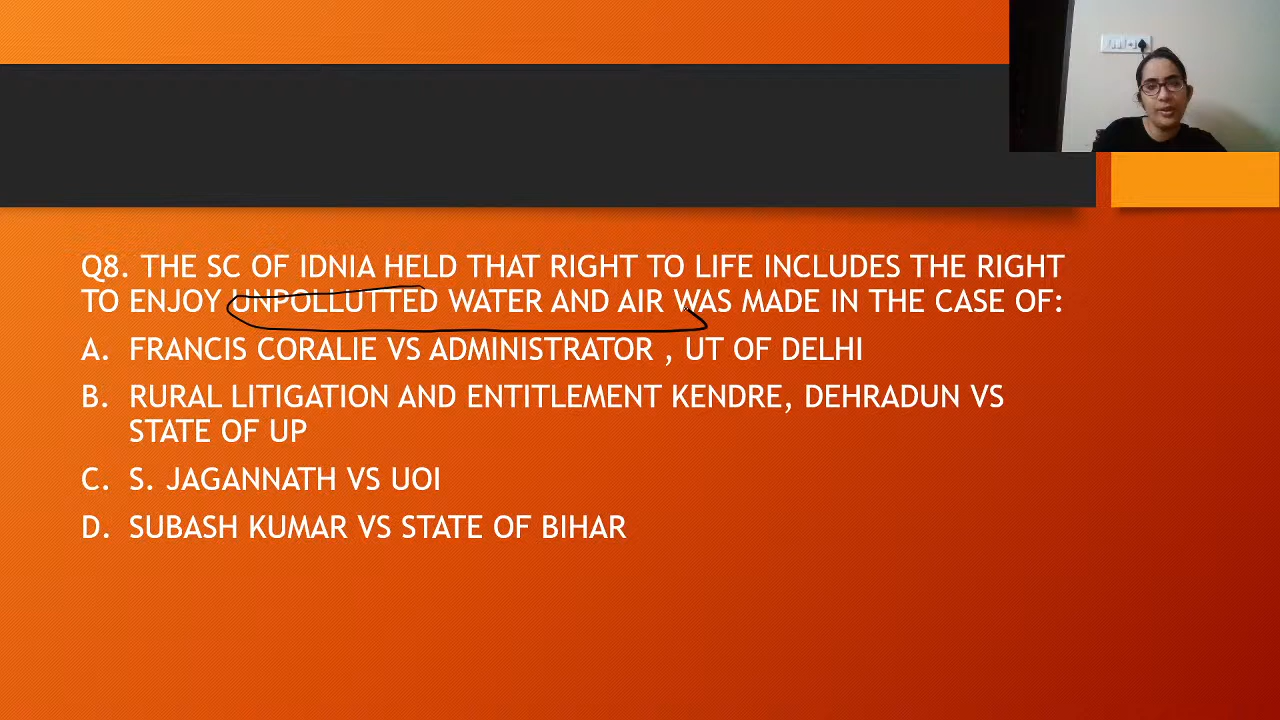 Q8. THE SC OF IDNIA HELD THAT RIGHT TO LIFE INCLUDES THE RIGHT
TO ENJOY UNPOLLUTTED WATER AND AIR WAS MADE IN THE CASE OF:
A. FRANCIS CORALIE VS ADMINISTRATOR , UT OF DELHI
B. RURAL LITIGATION AND ENTITLEMENT KENDRE, DEHRADUN VS
STATE OF UP
C. S. JAGANNATH VS UOI
D. SUBASH KUMAR VS STATE OF BIHAR